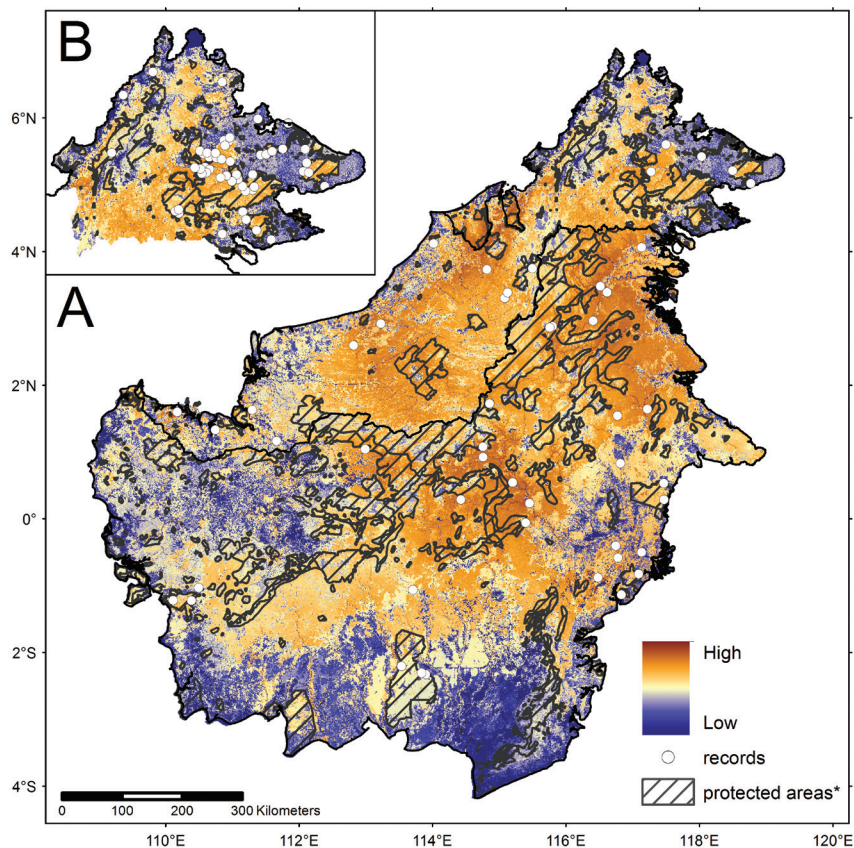 B
A
6°N
4°N
2°N
0°
2°S
4°S
High
Low
records
protected areas*
0 100 200 300 Kilometers
110°E 112°E 114°E 116°E 118°E 120°E